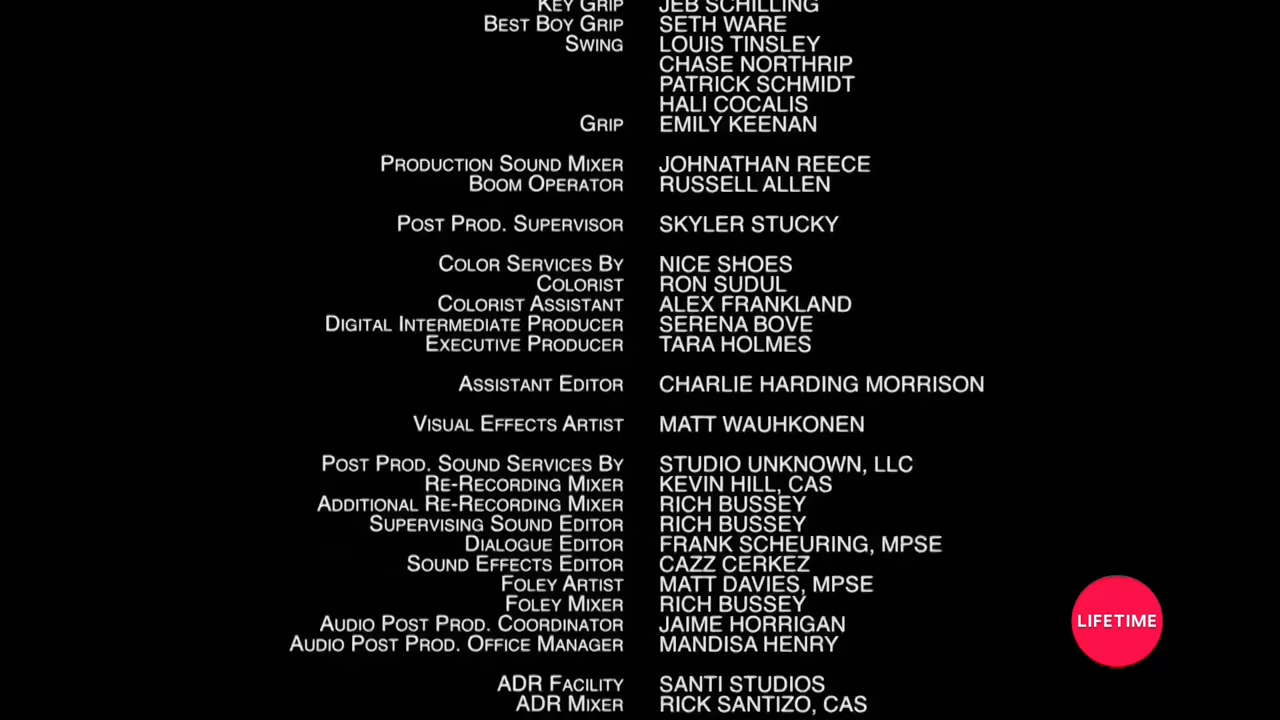 KEY GRIP JEB SCHILLING
BEST BOY GRIP SETH WARE
SWING LOUIS TINSLEY
CHASE NORTHRIP
PATRICK SCHMIDT
HALI COCALIS
GRIP EMILY KEENAN
PRODUCTION SOUND MIXER JOHNATHAN REECE
BOOM OPERATOR RUSSELL ALLEN
POST PROD. SUPERVISOR SKYLER STUCKY
COLOR SERVICES BY NICE SHOES
COLORIST RON SUDUL
COLORIST ASSISTANT ALEX FRANKLAND
DIGITAL INTERMEDIATE PRODUCER SERENA BOVE
EXECUTIVE PRODUCER TARA HOLMES
ASSISTANT EDITOR CHARLIE HARDING MORRISON
VISUAL EFFECTS ARTIST MATT WAUHKONEN
POST PROD. SOUND SERVICES BY STUDIO UNKNOWN, LLC
RE-RECORDING MIXER KEVIN HILL, CAS
ADDITIONAL RE-RECORDING MIXER RICH BUSSEY
SUPERVISING SOUND EDITOR RICH BUSSEY
DIALOGUE EDITOR FRANK SCHEURING, MPSE
SOUND EFFECTS EDITOR CAZZ CERKEZ
FOLEY ARTIST MATT DAVIES, MPSE
FOLEY MIXER RICH BUSSEY
AUDIO POST PROD. COORDINATOR JAIME HORRIGAN
AUDIO POST PROD. OFFICE MANAGER MANDISA HENRY
ADR FACILITY SANTI STUDIOS
ADR MIXER RICK SANTIZO, CAS
LIFETIME